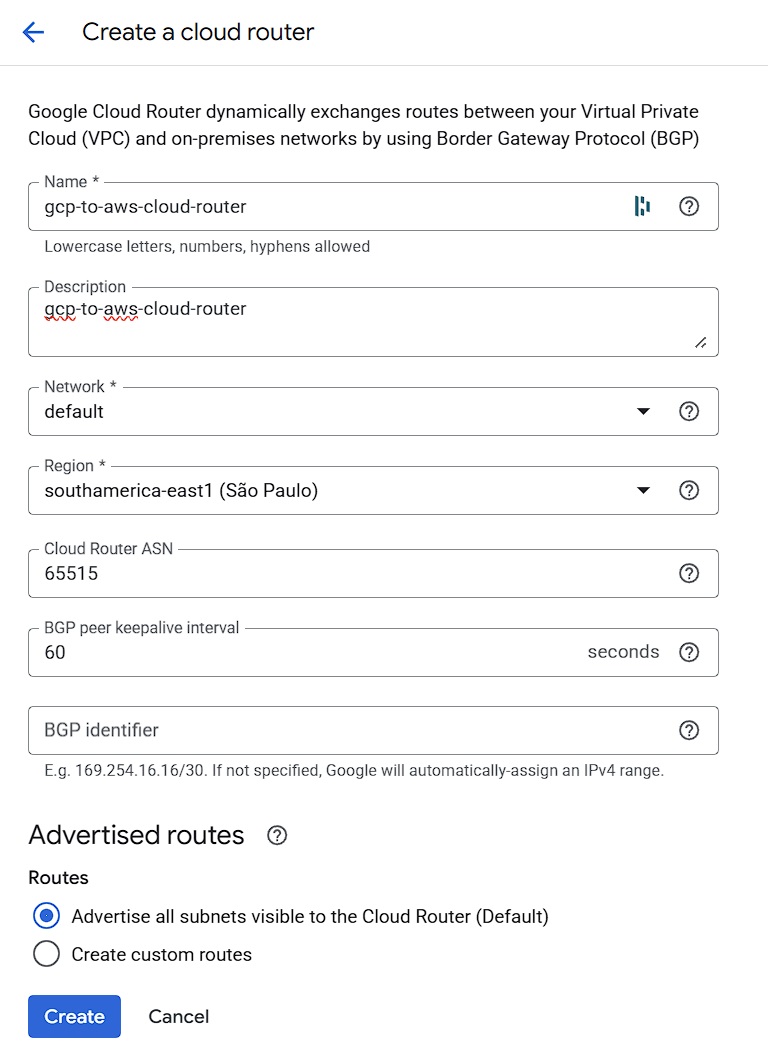 Create a cloud router
Google Cloud Router dynamically exchanges routes between your Virtual Private
Cloud (VPC) and on-premises networks by using Border Gateway Protocol (BGP)
Name *
gcp-to-aws-cloud-router
Lowercase letters, numbers, hyphens allowed
Description
gcp-to-aws-cloud-router
Network *
default
Region *
southamerica-east1 (São Paulo)
Cloud Router ASN
65515
BGP peer keepalive interval
60 seconds
BGP identifier
E.g. 169.254.16.16/30. If not specified, Google will automatically-assign an IPv4 range.
Advertised routes
Routes
Advertise all subnets visible to the Cloud Router (Default)
Create custom routes
Create Cancel